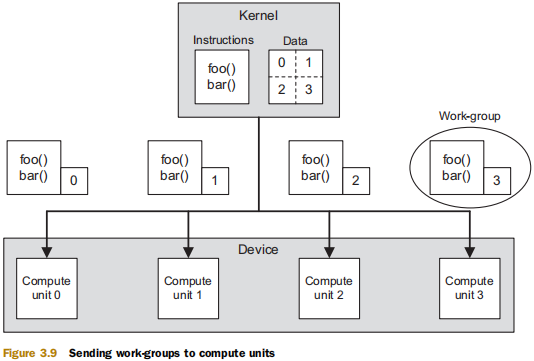 Kernel
Instructions Data
foo()
bar()
0 1
2 3
Work-group
foo()
bar() 0
foo()
bar() 1
foo()
bar() 2
foo()
bar() 3
Device
Compute
unit 0
Compute
unit 1
Compute
unit 2
Compute
unit 3
Figure 3.9 Sending work-groups to compute units